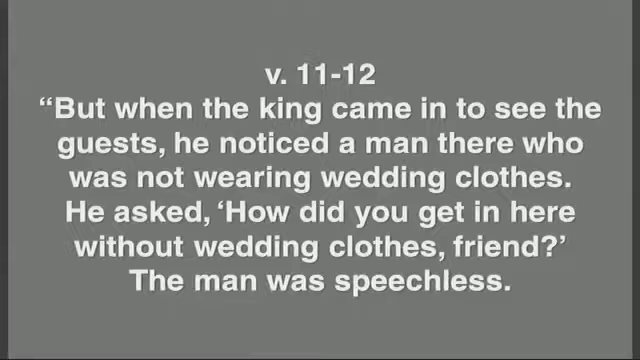 v. 11-12
“But when the king came in to see the
guests, he noticed a man there who
was not wearing wedding clothes.
He asked, ‘How did you get in here
without wedding clothes, friend?’
The man was speechless.